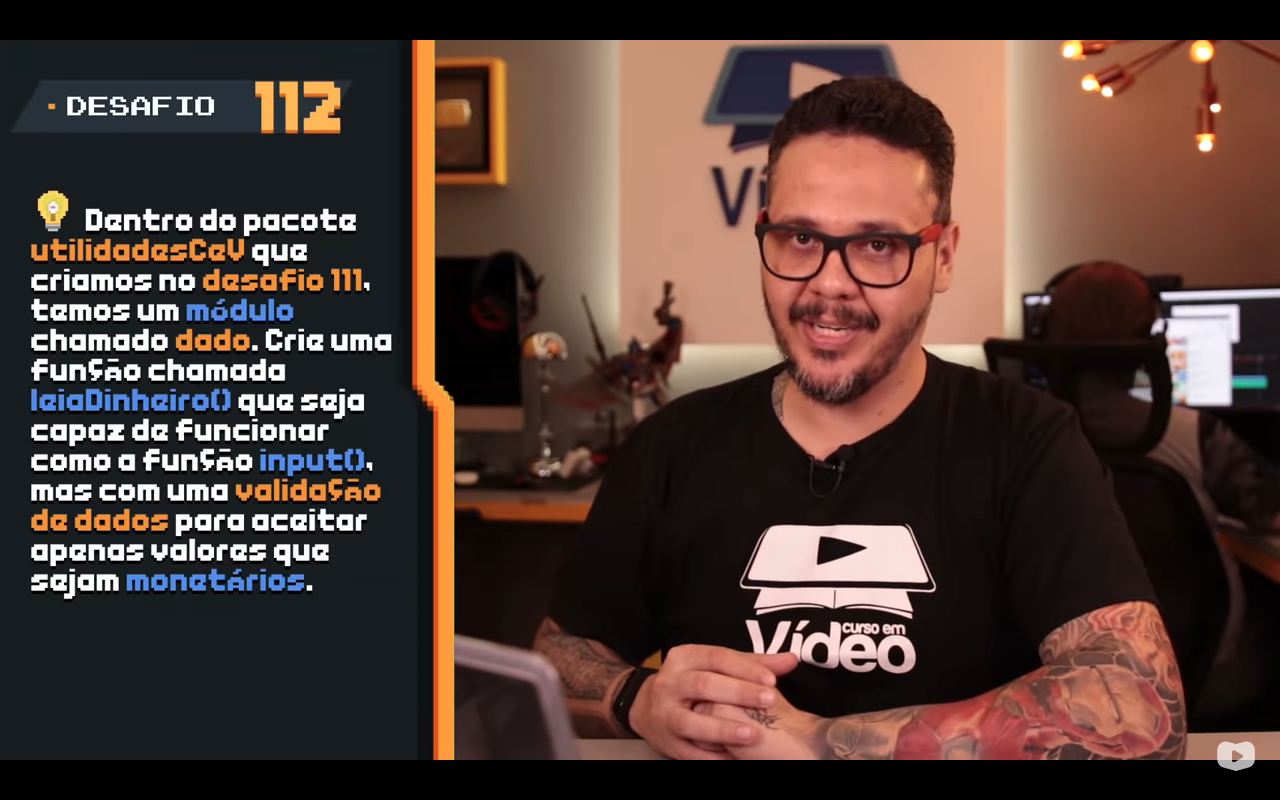 DESAFIO 112
Dentro do pacote
utilidadesCeV que
criamos no desafio 111,
temos um módulo
chamado dado. Crie uma
função chamada
leiaDinheiro() que seja
capaz de funcionar
como a função input(),
mas com uma validação
de dados para aceitar
apenas valores que
sejam monetários.
Ví
curso em
Vídeo